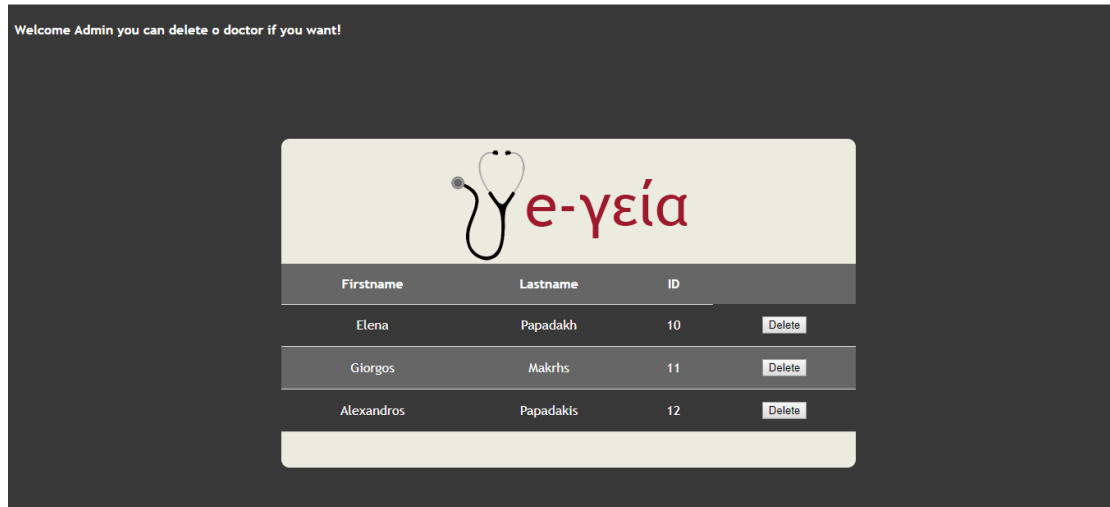 Welcome Admin you can delete o doctor if you want!
e-γεία
Firstname Lastname ID
Elena Papadakh 10 Delete
Giorgos Makrhs 11 Delete
Alexandros Papadakis 12 Delete